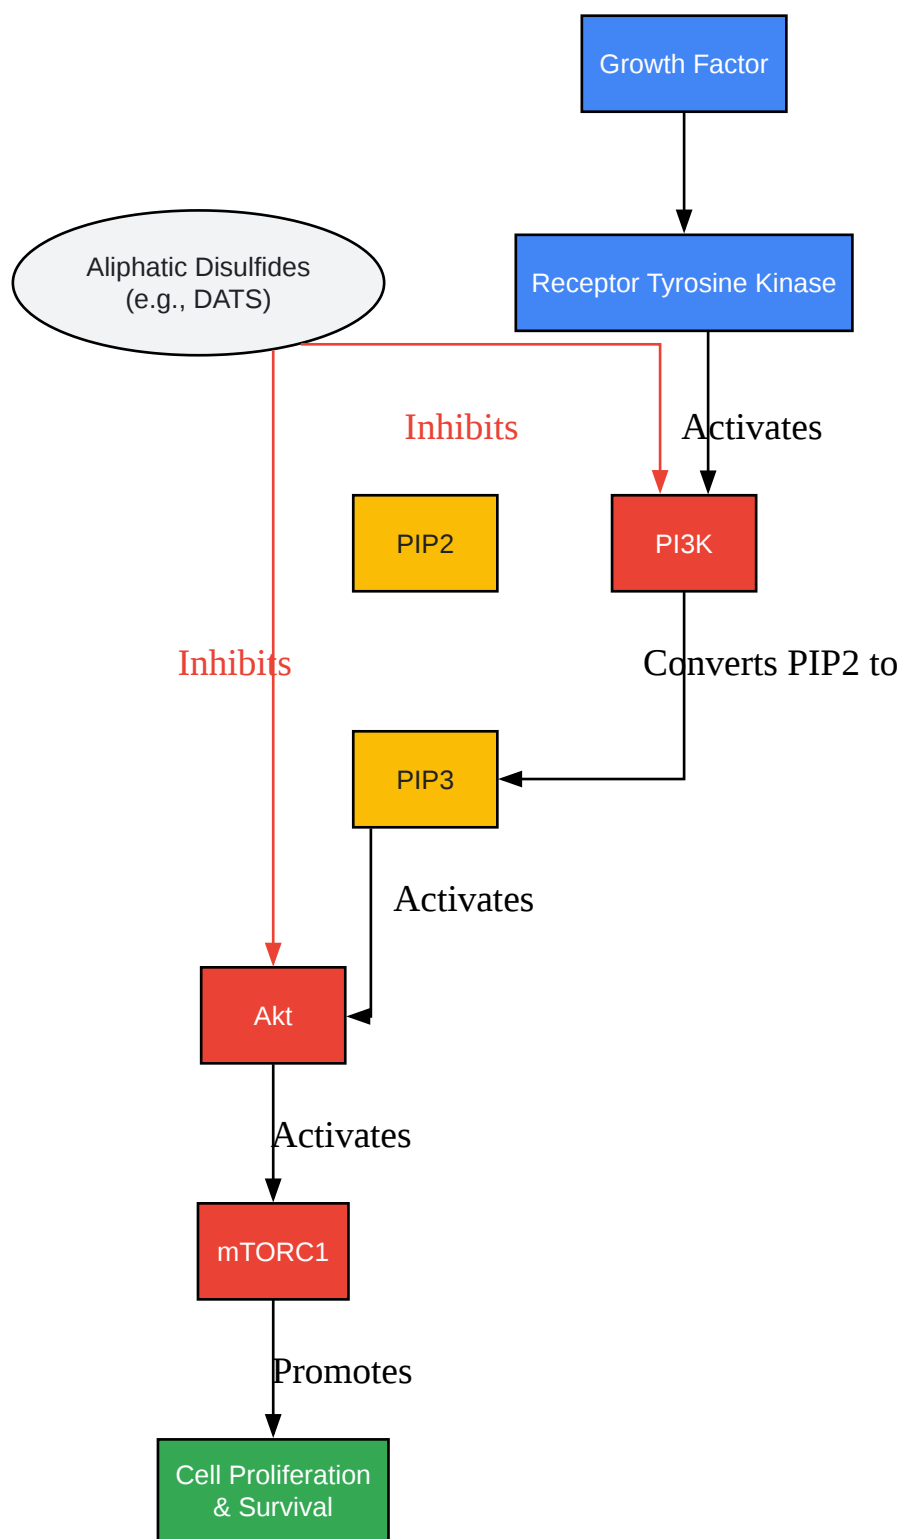 Growth Factor
Aliphatic Disulfides
(e.g., DATS)
Receptor Tyrosine Kinase
Inhibits
Activates
PIP2
PI3K
Inhibits
Converts PIP2 to
PIP3
Activates
Akt
Activates
mTORC1
Promotes
Cell Proliferation
& Survival